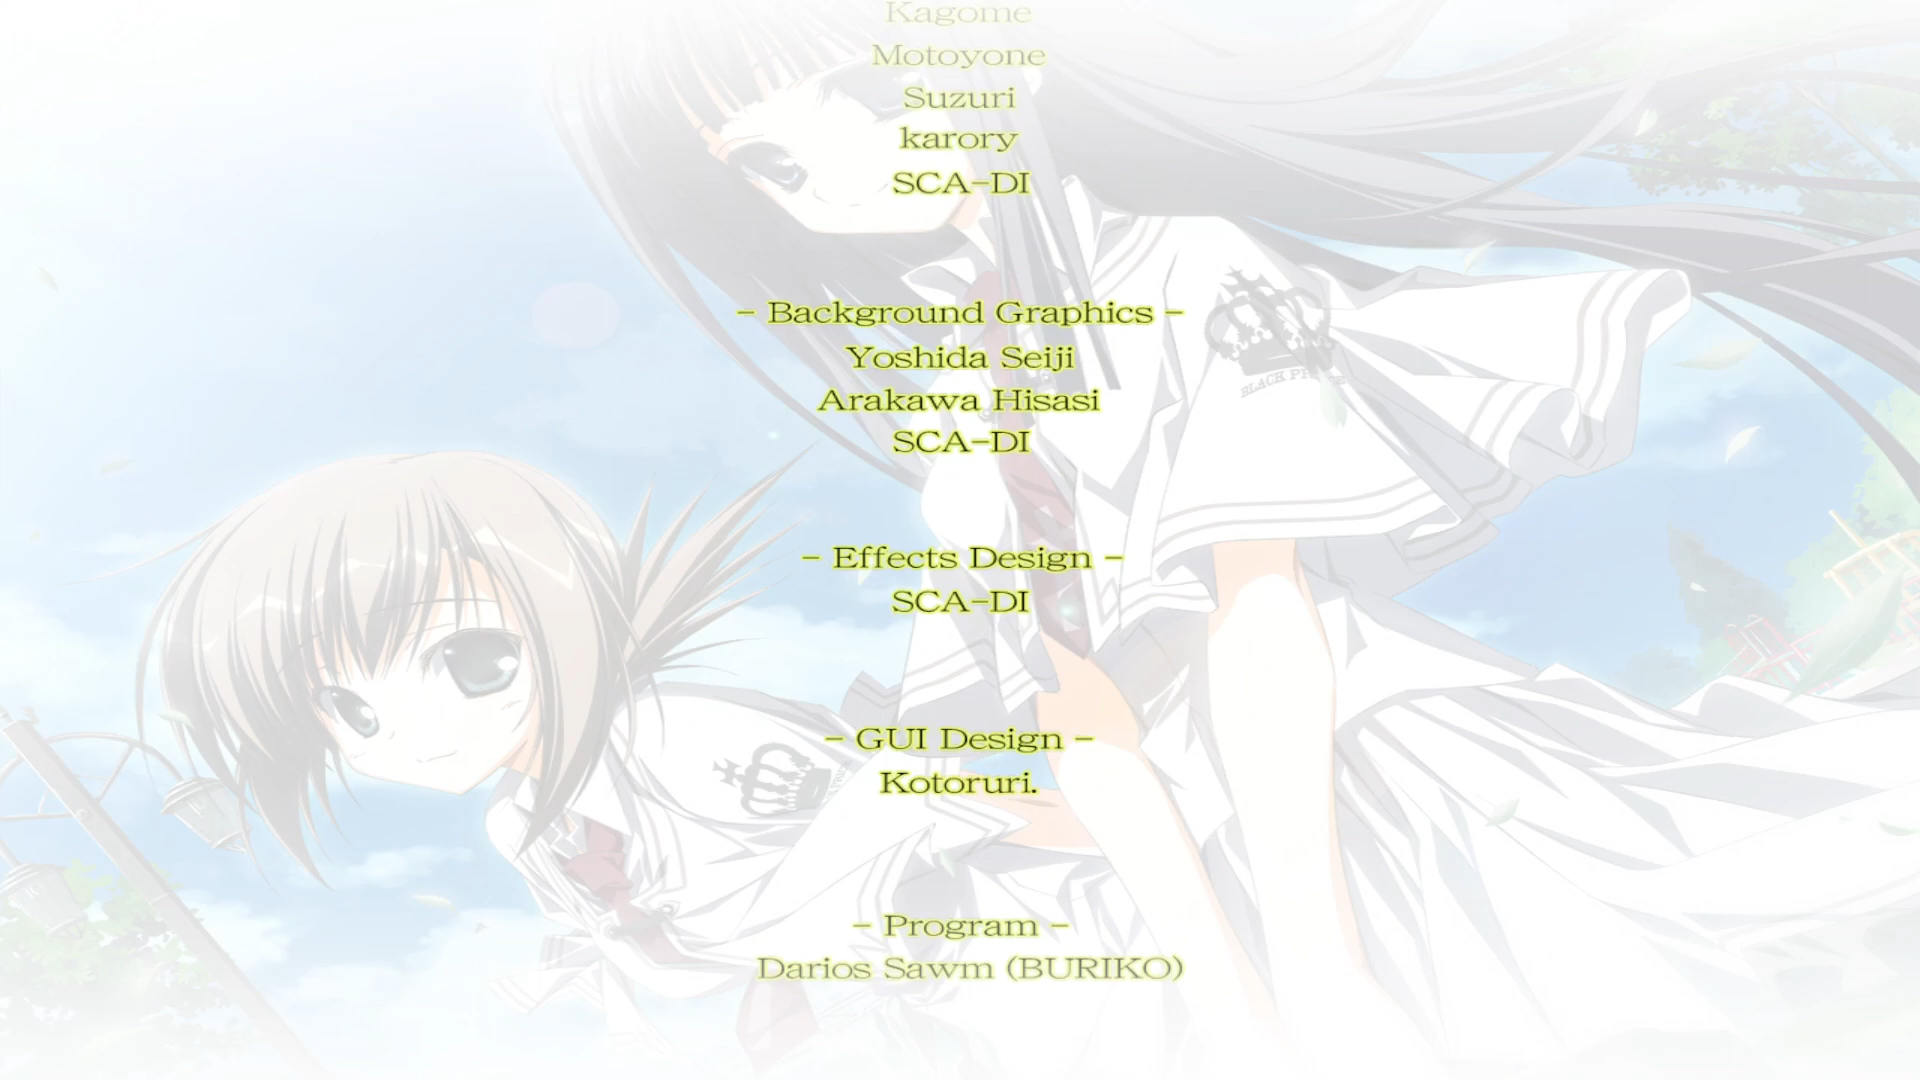 Kagome
Motoyone
Suzuri
karory
SCA-DI
- Background Graphics -
Yoshida Seiji
Arakawa Hisasi
SCA-DI
- Effects Design -
SCA-DI
- GUI Design -
Kotoruri.
- Program -
Darios Sawm (BURIKO)
BLACK